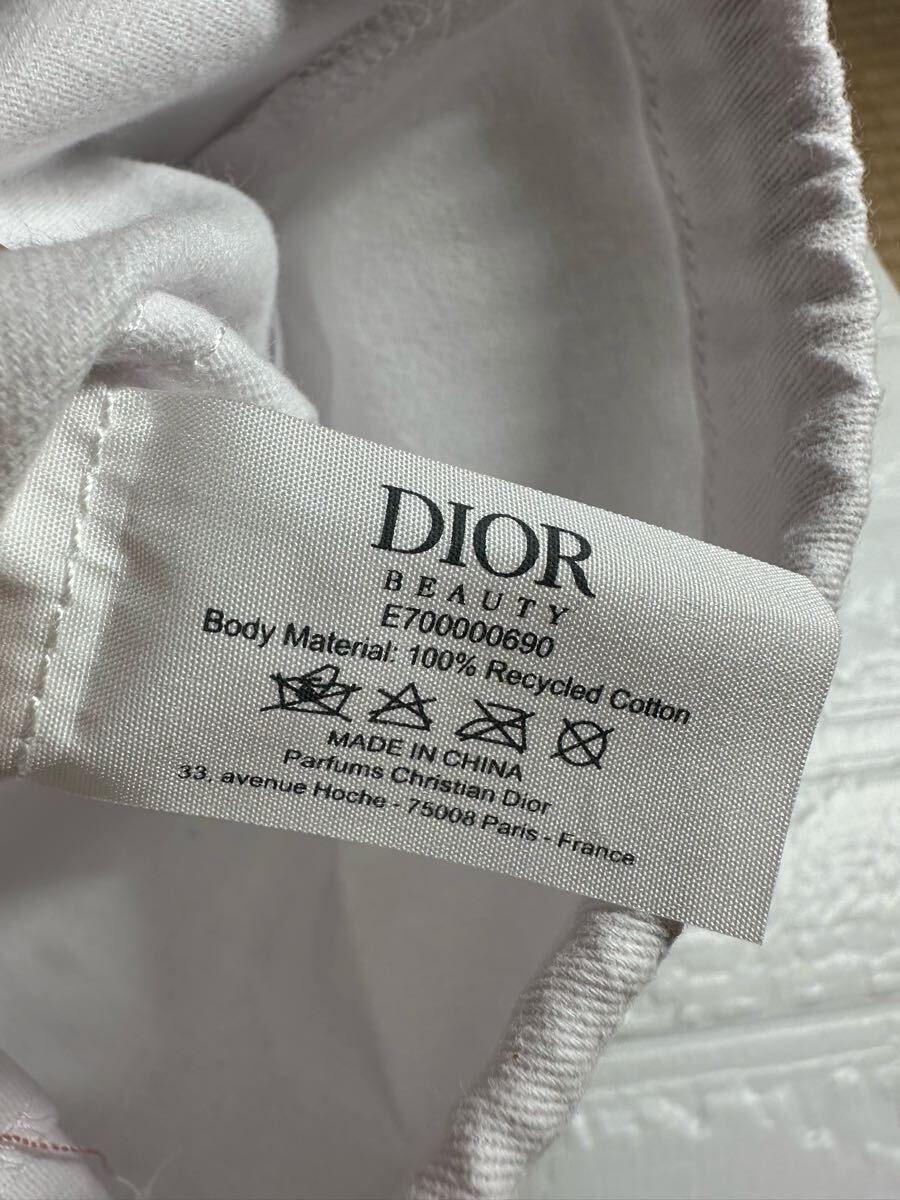 DIOR
BEAUTY
E700000690
Body Material: 100% Recycled Cotton
MADE IN CHINA
Parfums Christian Dior
33, avenue Hoche - 75008 Paris - France